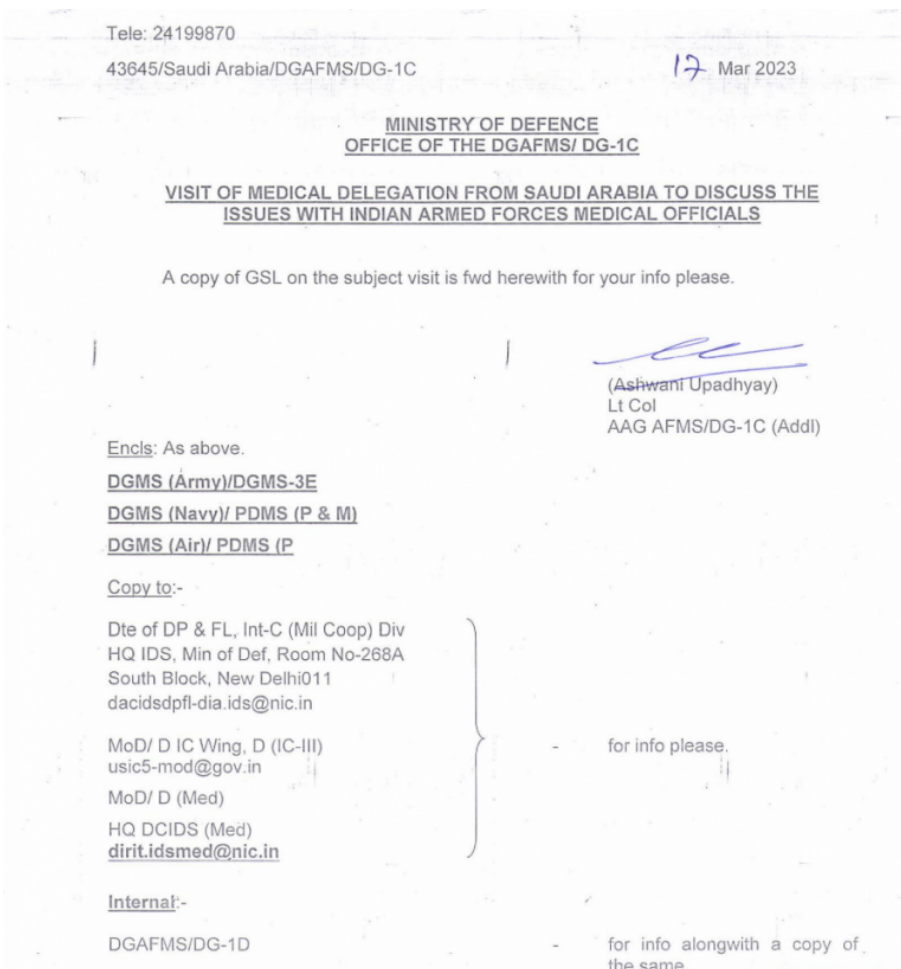 Tele: 24199870
43645/Saudi Arabia/DGAFMS/DG-1C
17 Mar 2023
MINISTRY OF DEFENCE
OFFICE OF THE DGAFMS/ DG-1C
VISIT OF MEDICAL DELEGATION FROM SAUDI ARABIA TO DISCUSS THE
ISSUES WITH INDIAN ARMED FORCES MEDICAL OFFICIALS
A copy of GSL on the subject visit is fwd herewith for your info please.
(Ashwani Upadhyay)
Lt Col
AAG AFMS/DG-1C (Addl)
Encls: As above.
DGMS (Army)/DGMS-3E
DGMS (Navy)/ PDMS (P & M)
DGMS (Air)/ PDMS (P
Copy to:-
Dte of DP & FL, Int-C (Mil Coop) Div
HQ IDS, Min of Def, Room No-268A
South Block, New Delhi011
dacidsdpfl-dia.ids@nic.in
MoD/ D IC Wing, D (IC-III)
usic5-mod@gov.in
- for info please.
MoD/ D (Med)
HQ DCIDS (Med)
dirit.idsmed@nic.in
Internal:-
DGAFMS/DG-1D
- for info alongwith a copy of
the same.